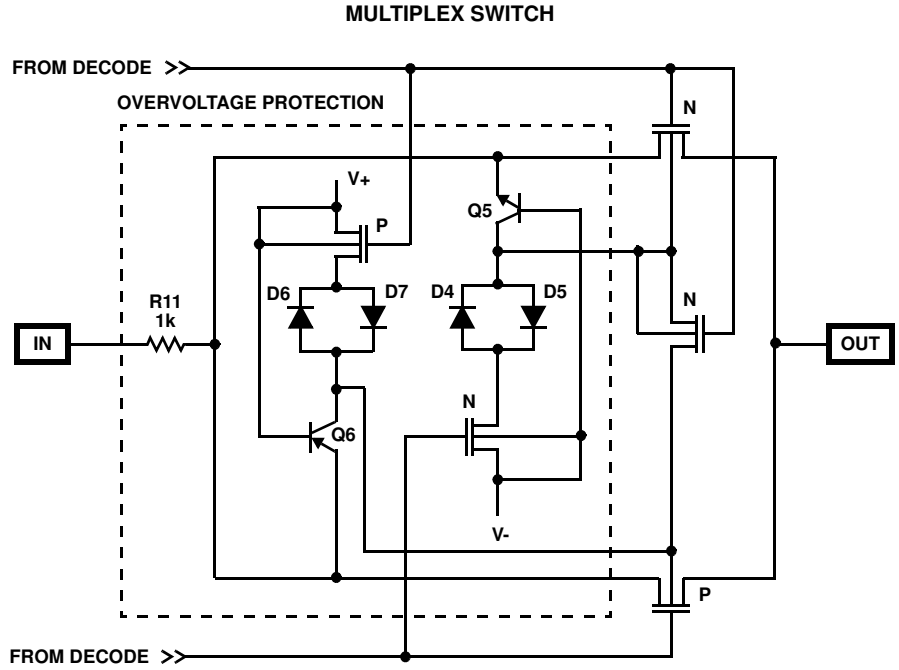 MULTIPLEX SWITCH
FROM DECODE
OVERVOLTAGE PROTECTION
N
V+
Q5
P
D6
D7
D4
D5
R11
1k
N
IN
OUT
N
Q6
V-
P
FROM DECODE